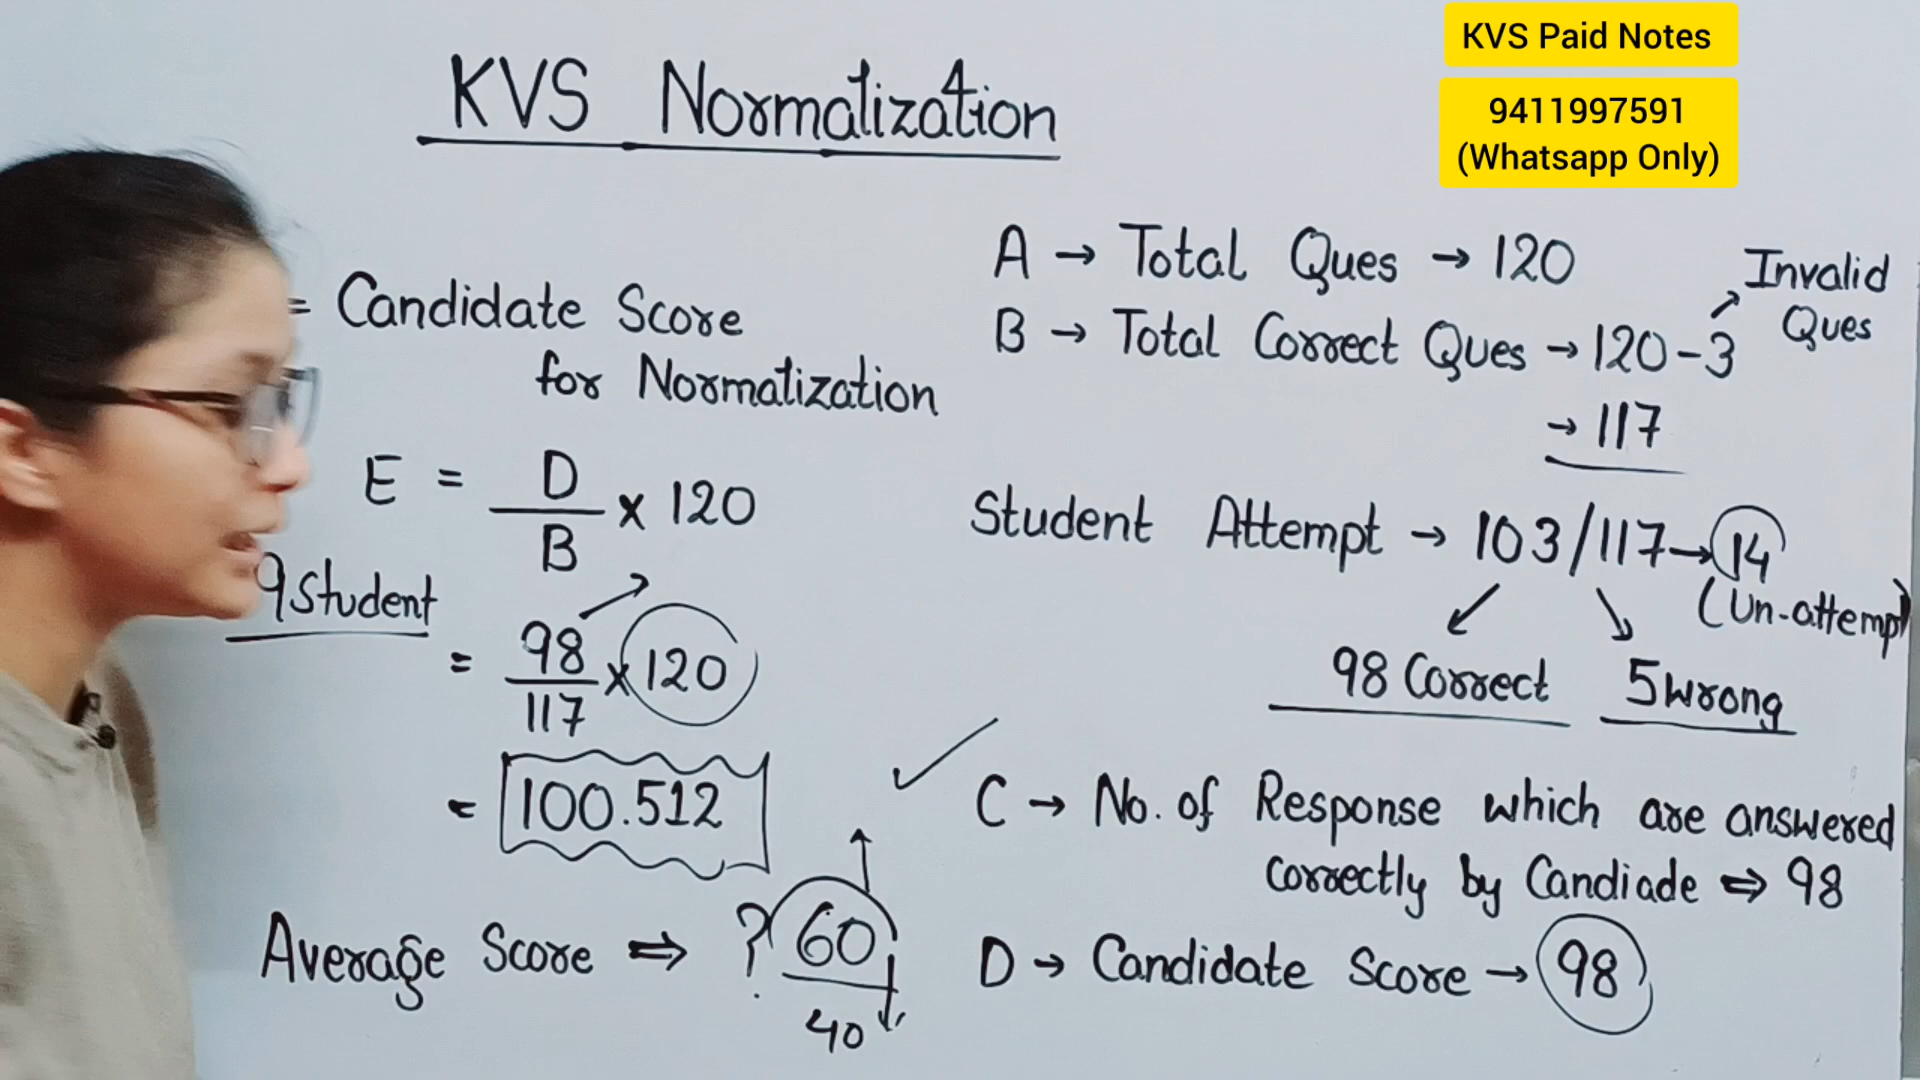 KVS Paid Notes
9411997591
(Whatsapp Only)
KVS Normalization
= Candidate Score
for Normalization
E = D/B × 120
9 Student
= 98/117 × 120
= 100.512
Average Score ⇒ ? 60
40
A → Total Ques → 120
B → Total Correct Ques → 120-3
Invalid
Ques
→ 117
Student Attempt → 103/117 → 14
(Un-attempt)
98 Correct 5 Wrong
C → No. of Response which are answered
correctly by Candiade ⇒ 98
D → Candidate Score → 98